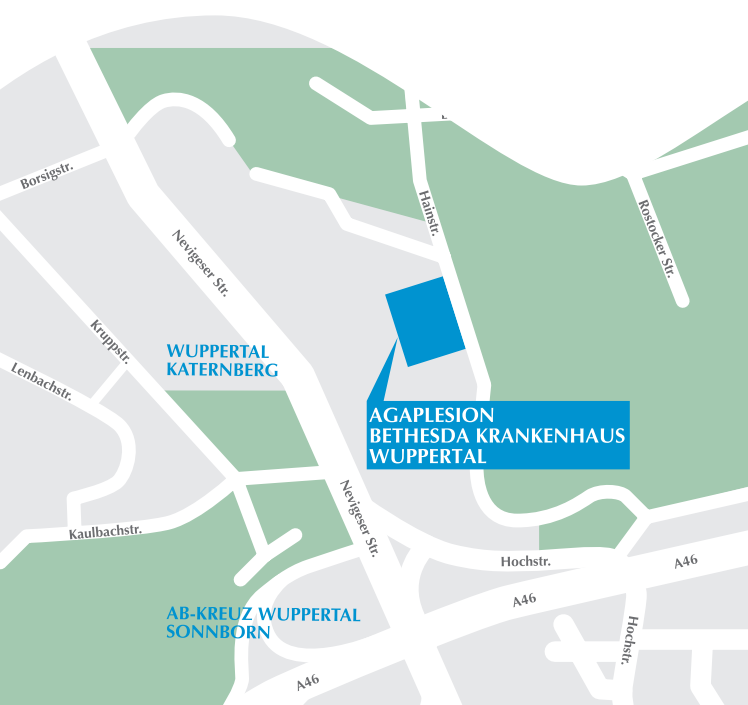 Borsigstr.
Hainstr.
Rostocker Str.
Nevigeser Str.
Kruppstr.
WUPPERTAL
KATERNBERG
Lenbachstr.
AGAPLESION
BETHESDA KRANKENHAUS
WUPPERTAL
Nevigeser Str.
Kaulbachstr.
Hochstr.
A46
A46
AB-KREUZ WUPPERTAL
SONNBORN
Hochstr.
A46